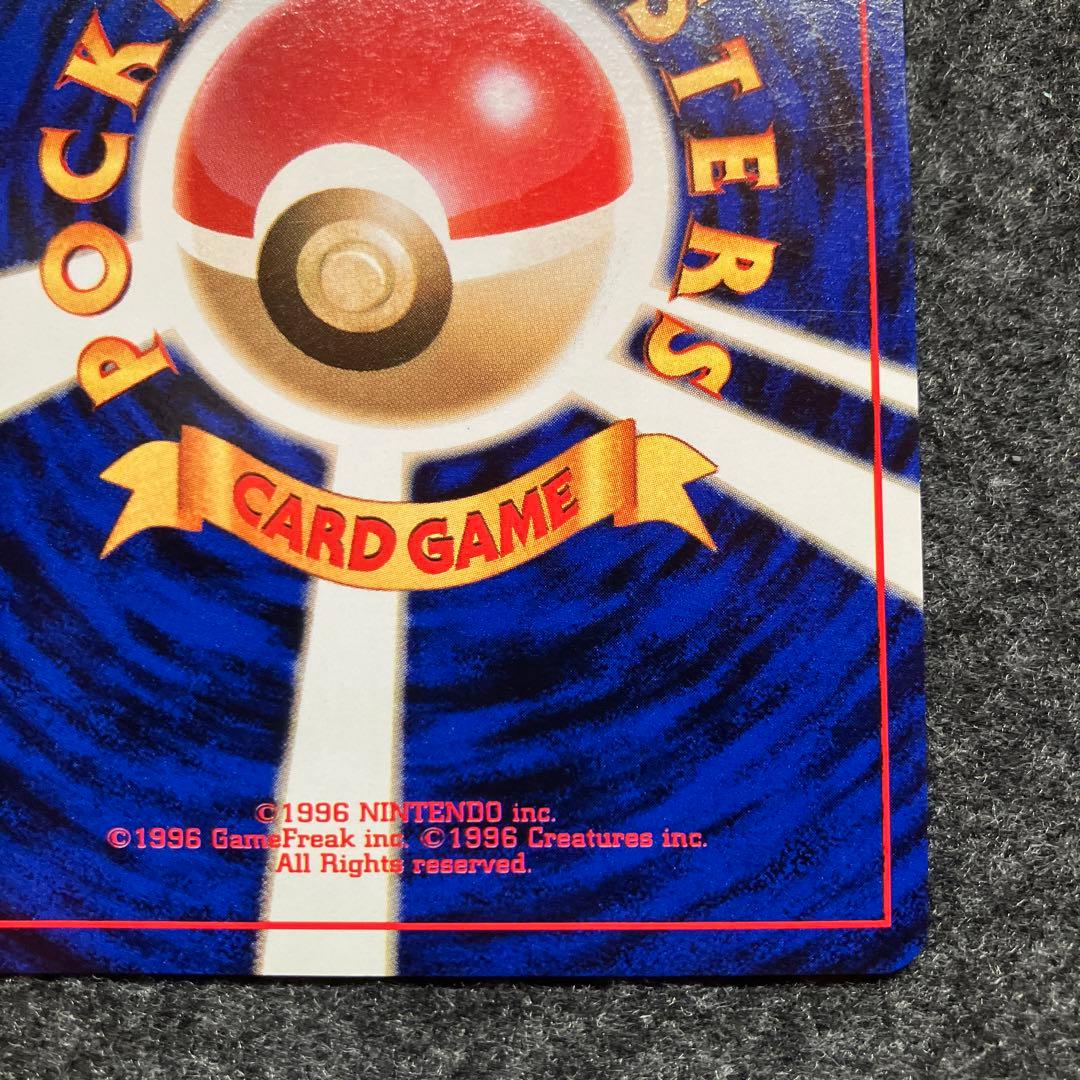 POCK
STERS
CARD GAME
©1996 NINTENDO inc.
©1996 GameFreak inc. ©1996 Creatures inc.
All Rights reserved.